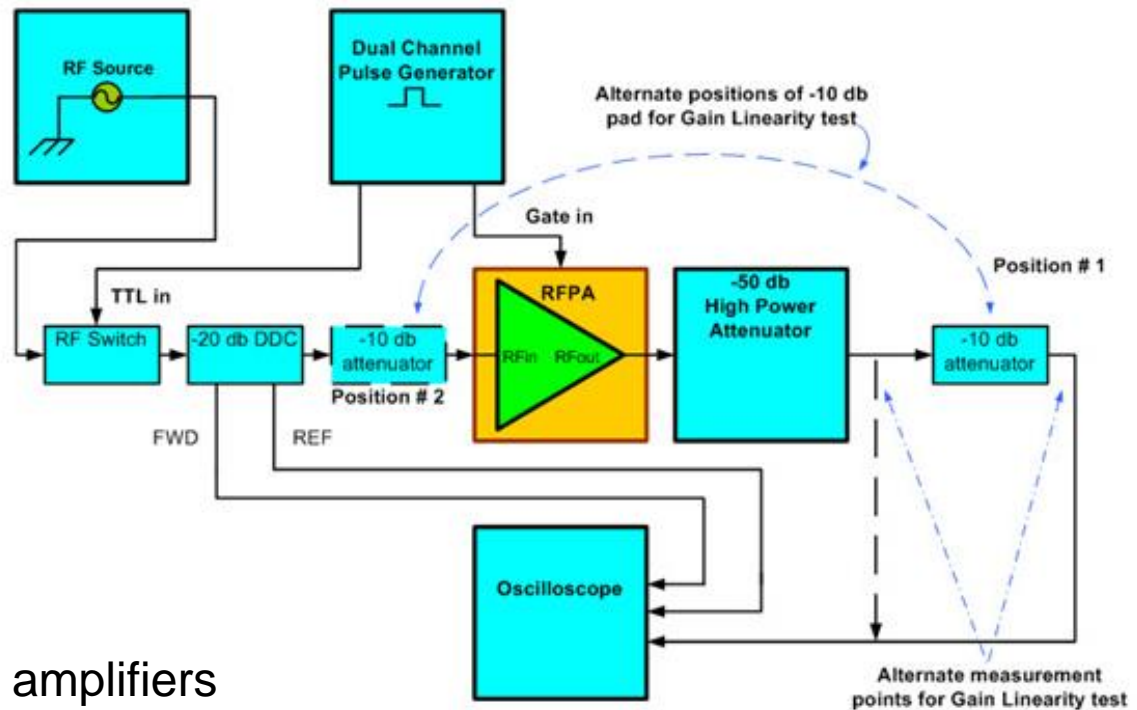 RF Source
Dual Channel
Pulse Generator
Alternate positions of -10 db
pad for Gain Linearity test
Gate in
Position # 1
TTL in
RFPA
-50 db
High Power
Attenuator
RF Switch
-20 db DDC
-10 db
attenuator
RFin RFout
-10 db
attenuator
Position # 2
FWD
REF
Oscilloscope
Alternate measurement
points for Gain Linearity test
amplifiers